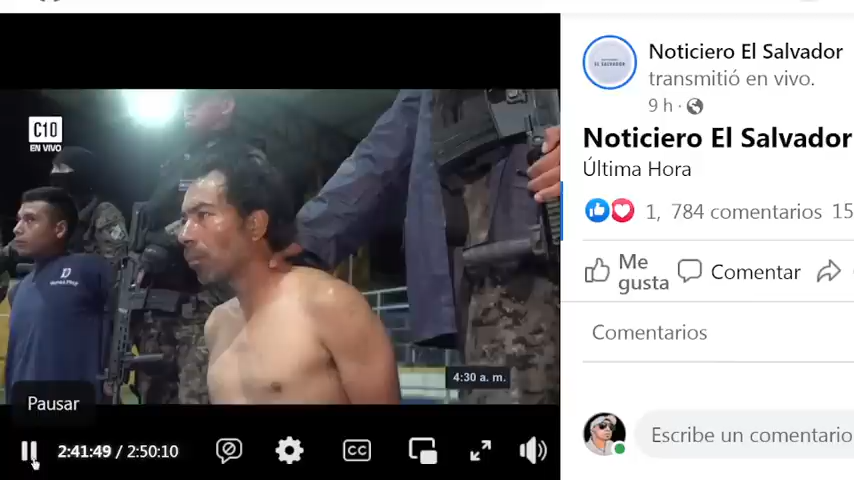 C10
EN VIVO
4:30 a. m.
Pausar
2:41:49 / 2:50:10
CC
Noticiero El Salvador
transmitió en vivo.
9 h ·
Noticiero El Salvador
Última Hora
1, 784 comentarios 15
Me gusta
Comentar
Comentarios
Escribe un comentario